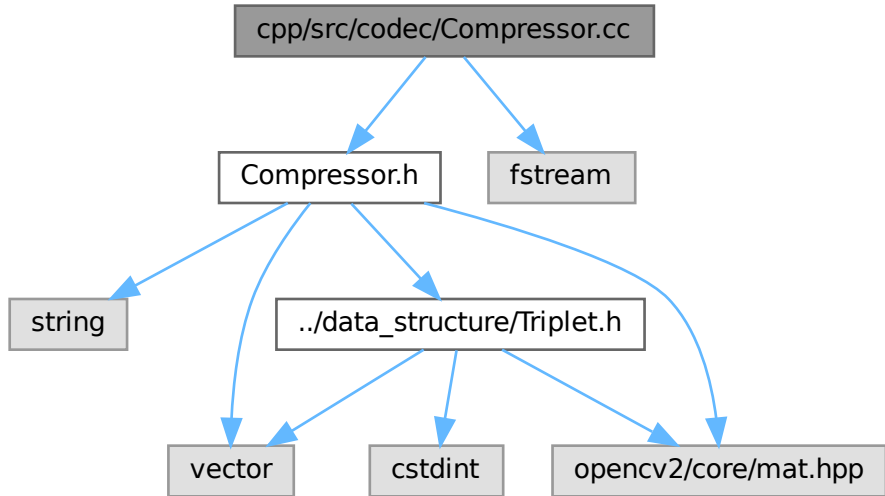 cpp/src/codec/Compressor.cc
Compressor.h
fstream
string
../data_structure/Triplet.h
vector
cstdint
opencv2/core/mat.hpp